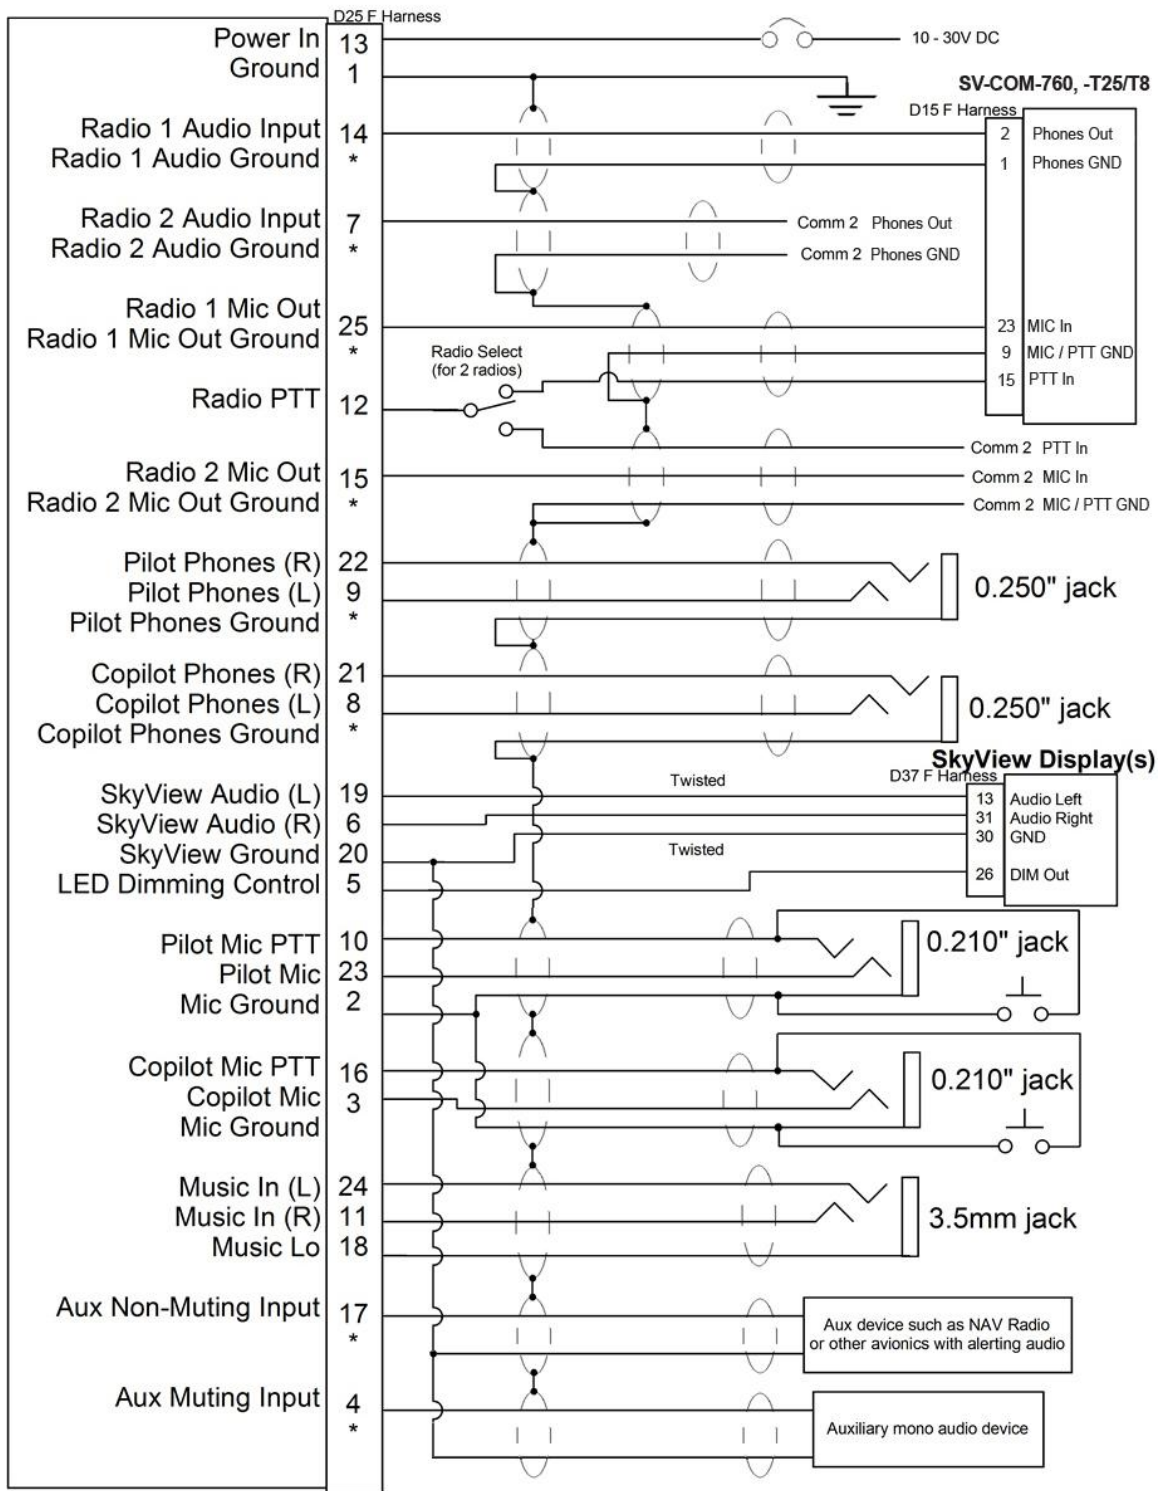 D25 F Harness
Power In 13
10 - 30V DC
Ground 1
SV-COM-760, -T25/T8
D15 F Harness
Radio 1 Audio Input 14
2 Phones Out
Radio 1 Audio Ground *
1 Phones GND
Radio 2 Audio Input 7
Comm 2 Phones Out
Radio 2 Audio Ground *
Comm 2 Phones GND
Radio 1 Mic Out 25
23 MIC In
Radio 1 Mic Out Ground *
9 MIC / PTT GND
Radio Select
(for 2 radios)
15 PTT In
Radio PTT 12
Comm 2 PTT In
Radio 2 Mic Out 15
Comm 2 MIC In
Radio 2 Mic Out Ground *
Comm 2 MIC / PTT GND
Pilot Phones (R) 22
Pilot Phones (L) 9
0.250" jack
Pilot Phones Ground *
Copilot Phones (R) 21
Copilot Phones (L) 8
0.250" jack
Copilot Phones Ground *
SkyView Display(s)
D37 F Harness
Twisted
SkyView Audio (L) 19
13 Audio Left
SkyView Audio (R) 6
31 Audio Right
30 GND
SkyView Ground 20
Twisted
LED Dimming Control 5
26 DIM Out
Pilot Mic PTT 10
0.210" jack
Pilot Mic 23
Mic Ground 2
Copilot Mic PTT 16
0.210" jack
Copilot Mic 3
Mic Ground
Music In (L) 24
Music In (R) 11
3.5mm jack
Music Lo 18
Aux Non-Muting Input 17
*
Aux device such as NAV Radio
or other avionics with alerting audio
Aux Muting Input 4
*
Auxiliary mono audio device